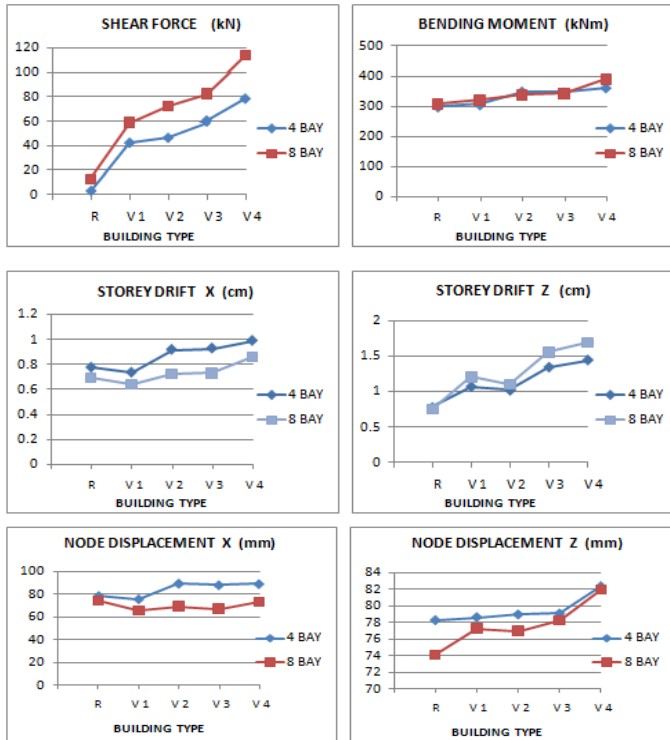 SHEAR FORCE (kN)
120
100
80
60
40
20
0
4 BAY
8 BAY
R V 1 V 2 V 3 V 4
BUILDING TYPE
BENDING MOMENT (kNm)
500
400
300
200
100
0
4 BAY
8 BAY
R V 1 V 2 V 3 V 4
BUILDING TYPE
STOREY DRIFT X (cm)
1.2
1
0.8
0.6
0.4
0.2
0
4 BAY
8 BAY
R V 1 V 2 V 3 V 4
BUILDING TYPE
STOREY DRIFT Z (cm)
2
1.5
1
0.5
0
4 BAY
8 BAY
R V 1 V 2 V 3 V 4
BUILDING TYPE
NODE DISPLACEMENT X (mm)
100
80
60
40
20
0
4 BAY
8 BAY
R V 1 V 2 V 3 V 4
BUILDING TYPE
NODE DISPLACEMENT Z (mm)
84
82
80
78
76
74
72
70
4 BAY
8 BAY
R V 1 V 2 V 3 V 4
BUILDING TYPE